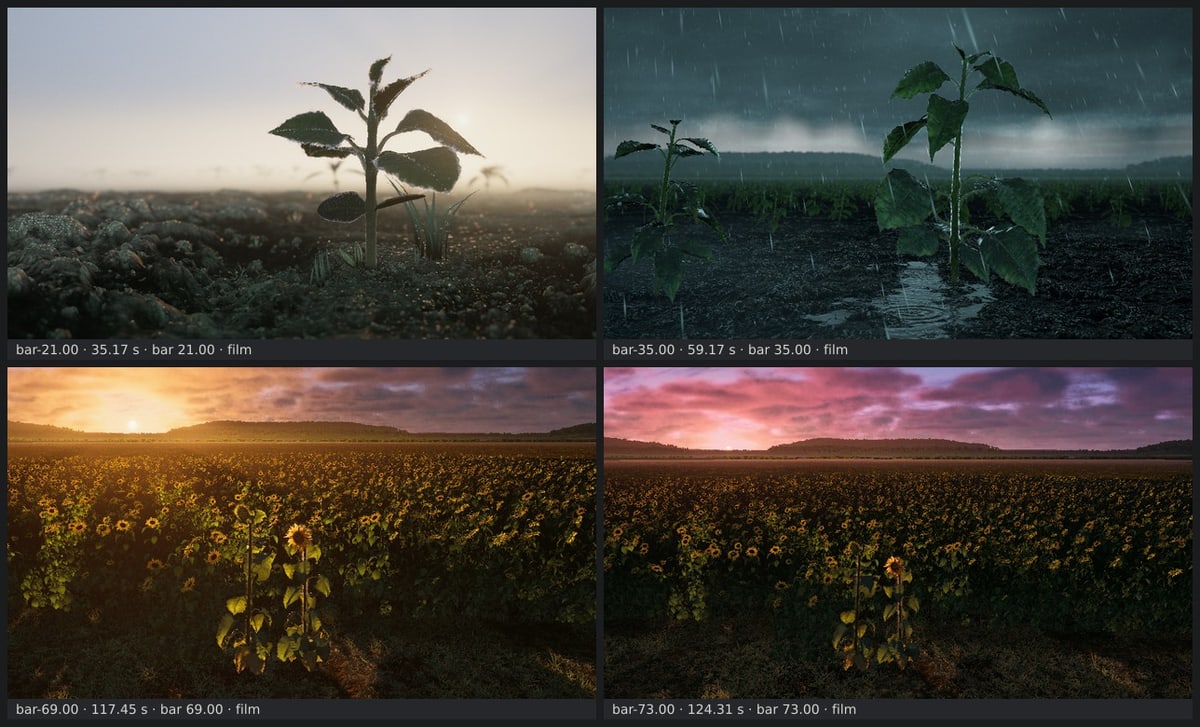 bar-21.00 · 35.17 s · bar 21.00 · film
bar-35.00 · 59.17 s · bar 35.00 · film
bar-69.00 · 117.45 s · bar 69.00 · film
bar-73.00 · 124.31 s · bar 73.00 · film